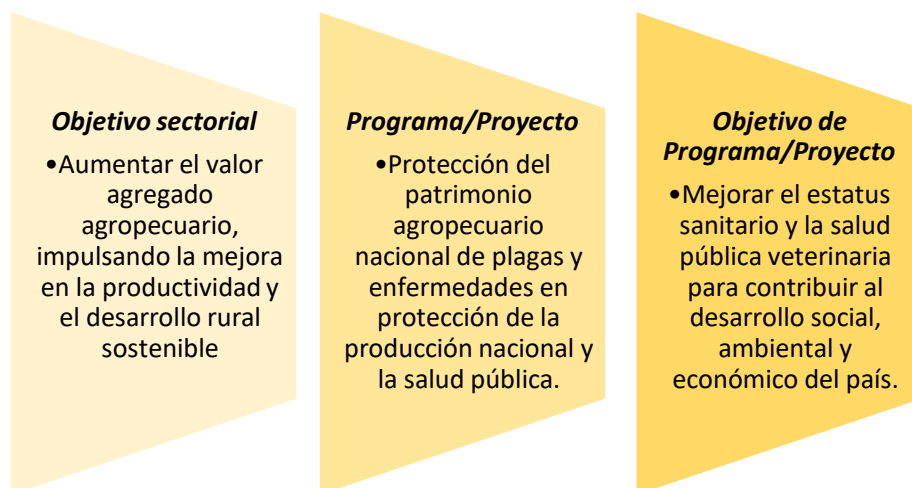 Objetivo sectorial
•Aumentar el valor
agregado
agropecuario,
impulsando la mejora
en la productividad y
el desarrollo rural
sostenible
Programa/Proyecto
•Protección del
patrimonio
agropecuario
nacional de plagas y
enfermedades en
protección de la
producción nacional y
la salud pública.
Objetivo de
Programa/Proyecto
•Mejorar el estatus
sanitario y la salud
pública veterinaria
para contribuir al
desarrollo social,
ambiental y
económico del país.